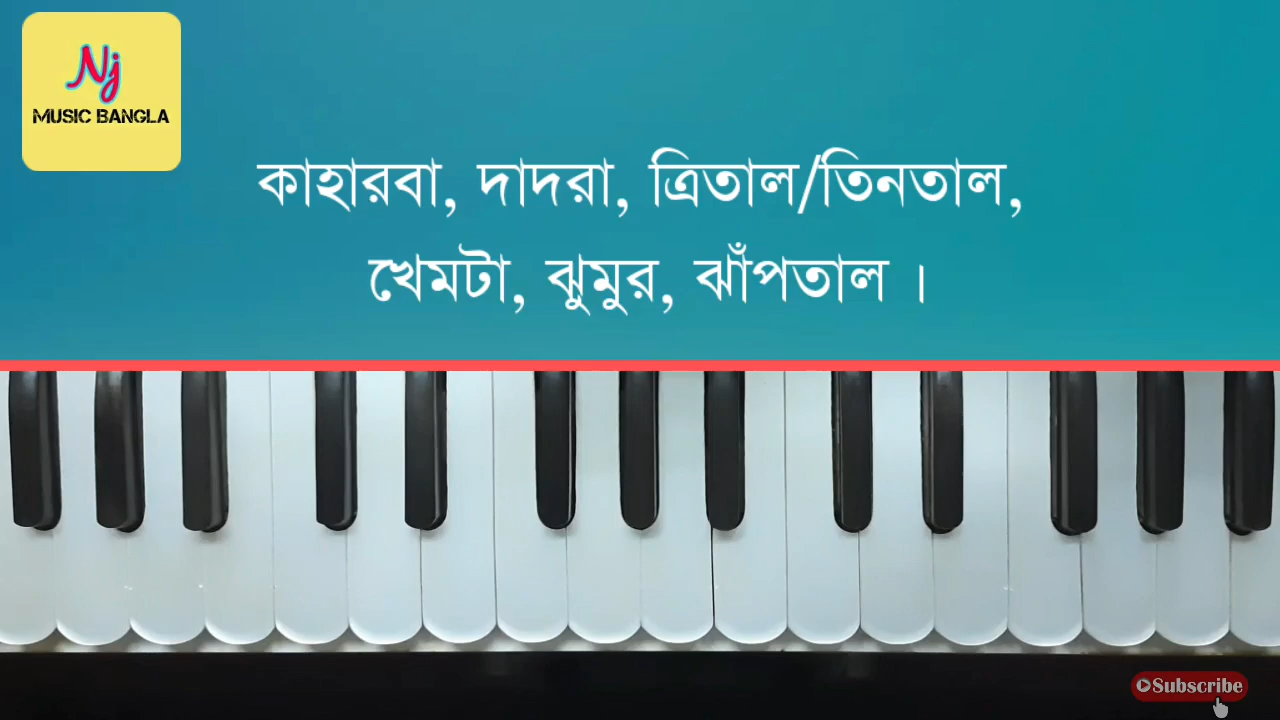 Nj
MUSIC BANGLA
কাহারবা, দাদরা, ত্রিতাল/তিনতাল,
খেমটা, ঝুমুর, ঝাঁপতাল ।
Subscribe